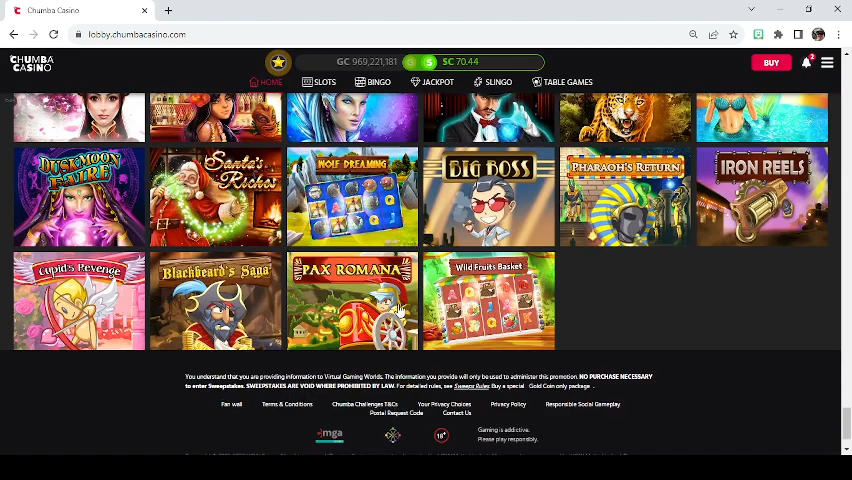 Chumba Casino
lobby.chumbacasino.com
CHUMBA
CASINO
GC 969,221,181
G S
SC 70.44
BUY
2
HOME
SLOTS
BINGO
JACKPOT
SLINGO
TABLE GAMES
DUSKMOON
FAIRE
Santa's
Riches
WOLF DREAMING
BIG BOSS
PHARAOH'S RETURN
IRON REELS
Cupid's Revenge
Blackbeard's Saga
PAX ROMANA
Wild Fruits Basket
You understand that you are providing information to Virtual Gaming Worlds. The information you provide will only be used to administer this promotion. NO PURCHASE NECESSARY
to enter Sweepstakes. SWEEPSTAKES ARE VOID WHERE PROHIBITED BY LAW. For detailed rules, see Sweeps Rules. Buy a special Gold Coin only package .
Fan wall
Terms & Conditions
Chumba Challenges T&Cs
Your Privacy Choices
Privacy Policy
Responsible Social Gameplay
Postal Request Code
Contact Us
mga
18+
Gaming is addictive.
Please play responsibly.